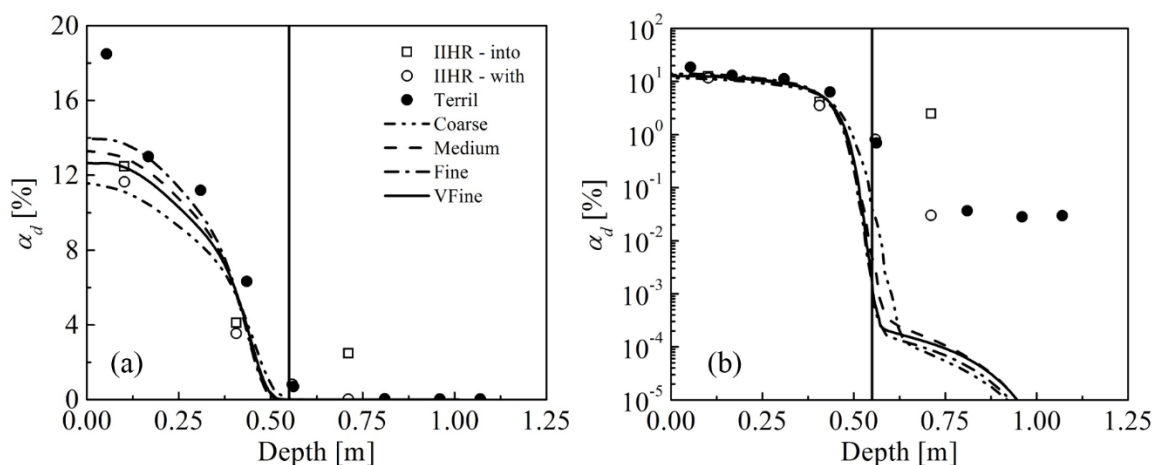 20
16
12
8
4
0
α_d [%]
IIHR - into
IIHR - with
Terril
Coarse
Medium
Fine
VFine
(a)
0.00 0.25 0.50 0.75 1.00 1.25
Depth [m]
10^2
10^1
10^0
10^-1
10^-2
10^-3
10^-4
10^-5
α_d [%]
(b)
0.00 0.25 0.50 0.75 1.00 1.25
Depth [m]